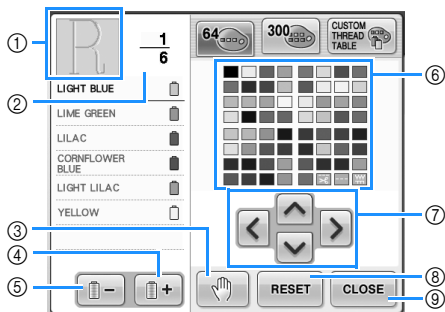 ①
R
1
6
64
300
CUSTOM
THREAD
TABLE
②
LIGHT BLUE
LIME GREEN
LILAC
CORNFLOWER
BLUE
LIGHT LILAC
YELLOW
⑥
③
④
⑤
−
+
⑦
RESET
CLOSE
⑧
⑨